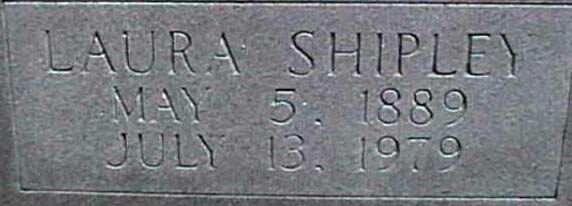 LAURA SHIPLEY
MAY 5, 1889
JULY 13, 1979